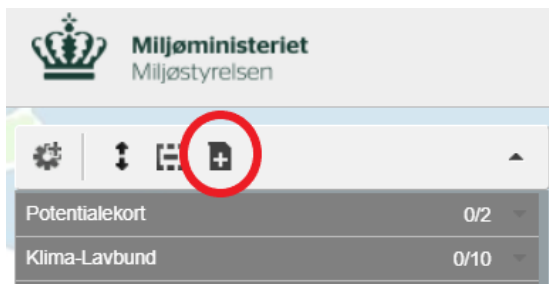 Miljøministeriet
Miljøstyrelsen
Potentialekort 0/2
Klima-Lavbund 0/10